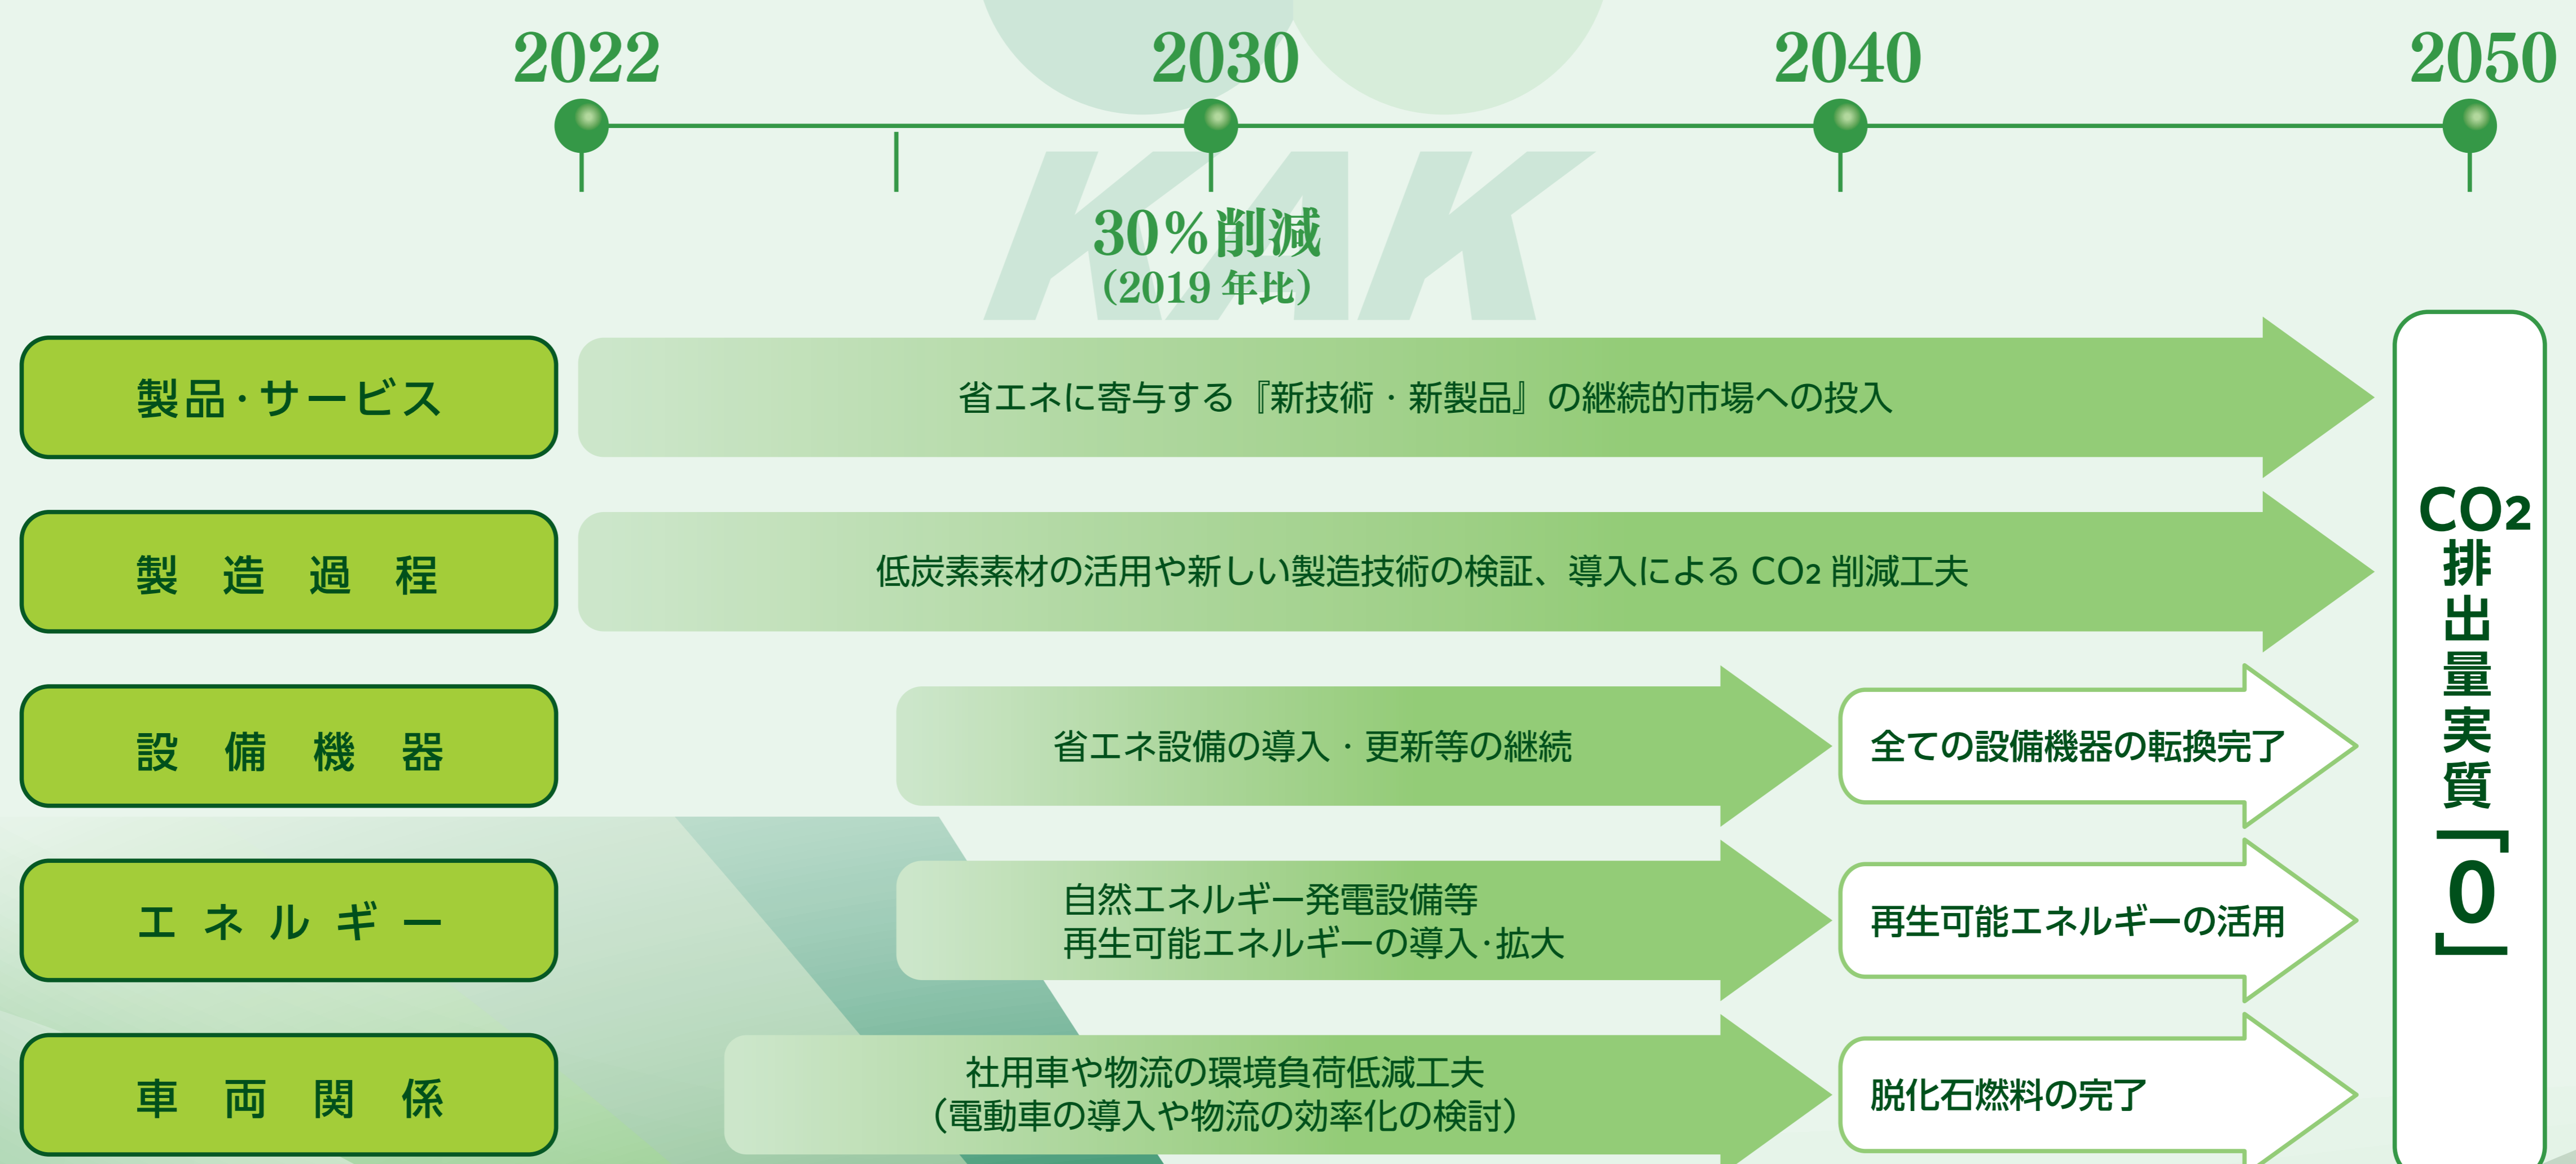 2022
2030
2040
2050
KAK
30%削減
（2019 年比）
製品・サービス
省エネに寄与する『新技術・新製品』の継続的市場への投入
製造過程
低炭素素材の活用や新しい製造技術の検証、導入による CO2 削減工夫
設備機器
省エネ設備の導入・更新等の継続
全ての設備機器の転換完了
エネルギー
自然エネルギー発電設備等
再生可能エネルギーの導入・拡大
再生可能エネルギーの活用
車両関係
社用車や物流の環境負荷低減工夫
（電動車の導入や物流の効率化の検討）
脱化石燃料の完了
CO2排出量実質「0」